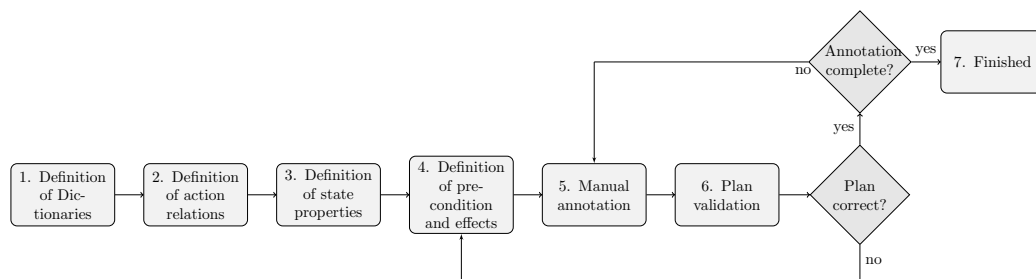 Annotation
complete?
yes
no
7. Finished
yes
1. Definition
of Dic-
tionaries
2. Definition
of action
relations
3. Definition
of state
properties
4. Definition
of pre-
condition
and effects
5. Manual
annotation
6. Plan
validation
Plan
correct?
no